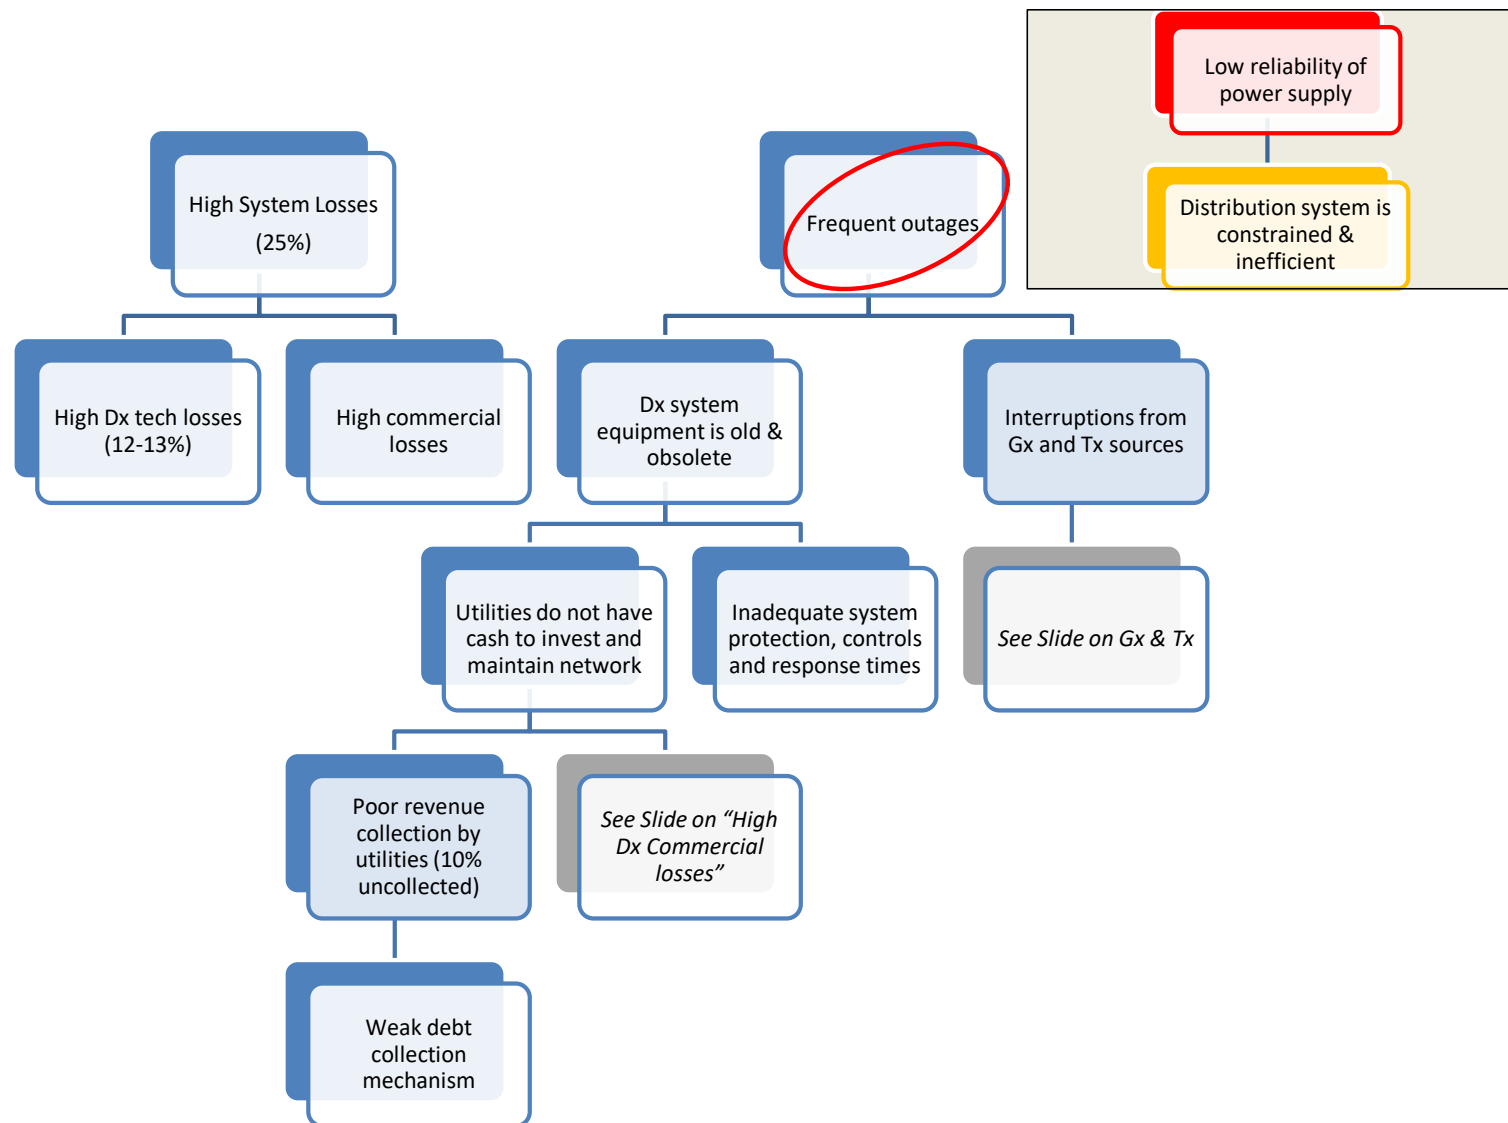 Low reliability of
power supply
Distribution system is
constrained &
inefficient
High System Losses
(25%)
Frequent outages
High Dx tech losses
(12-13%)
High commercial
losses
Dx system
equipment is old &
obsolete
Interruptions from
Gx and Tx sources
Utilities do not have
cash to invest and
maintain network
Inadequate system
protection, controls
and response times
See Slide on Gx & Tx
Poor revenue
collection by
utilities (10%
uncollected)
See Slide on “High
Dx Commercial
losses”
Weak debt
collection
mechanism